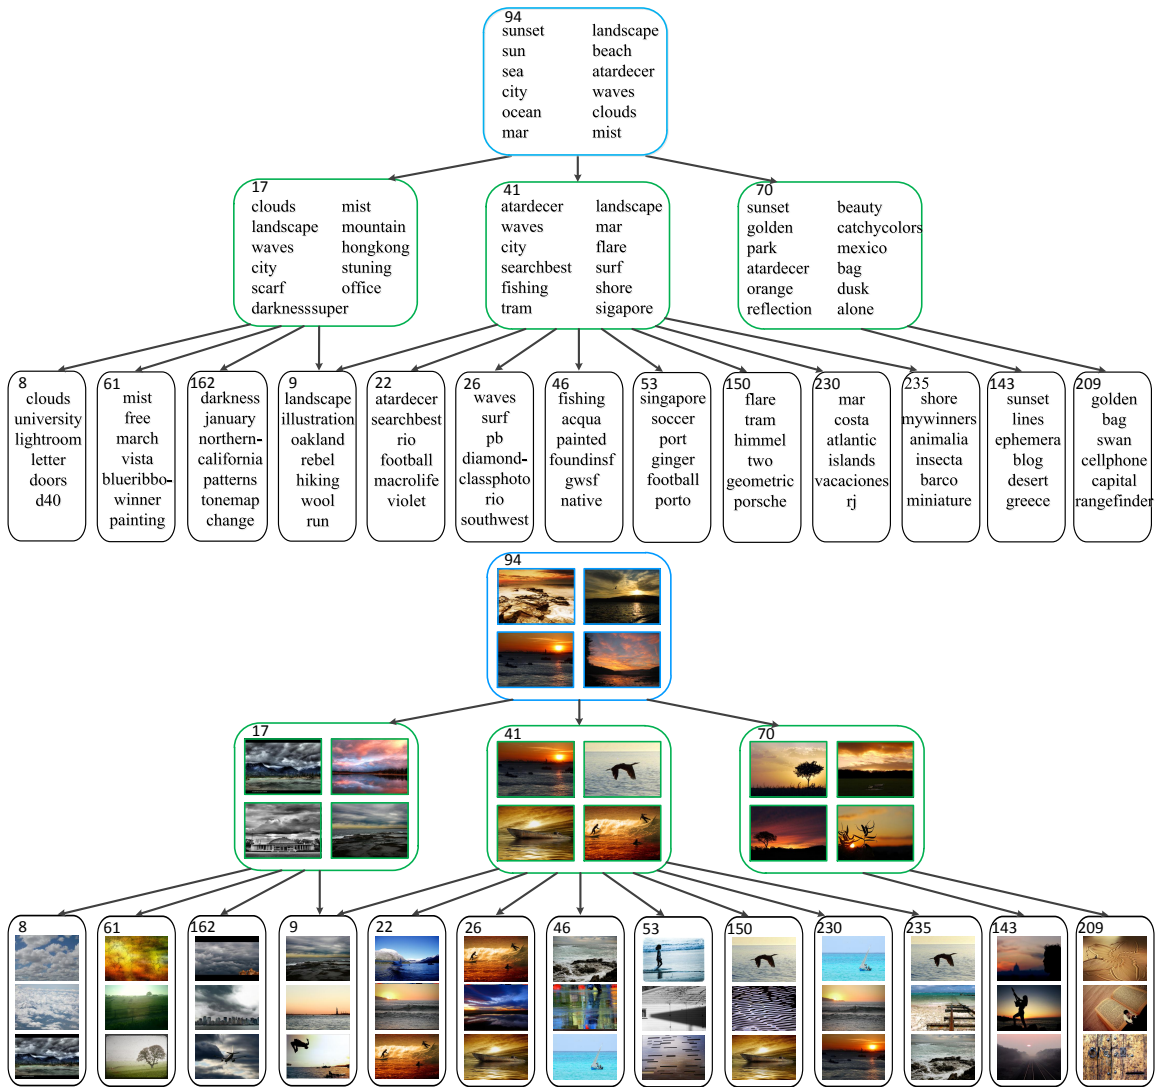 94
sunset landscape
sun beach
sea atardecer
city waves
ocean clouds
mar mist
17
clouds mist
landscape mountain
waves hongkong
city stuning
scarf office
darknesssuper
41
atardecer landscape
waves mar
city flare
searchbest surf
fishing shore
tram sigapore
70
sunset beauty
golden catchycolors
park mexico
atardecer bag
orange dusk
reflection alone
8
clouds
university
lightroom
letter
doors
d40
61
mist
free
march
vista
blueribbo-
winner
painting
162
darkness
january
northern-
california
patterns
tonemap
change
9
landscape
illustration
oakland
rebel
hiking
wool
run
22
atardecer
searchbest
rio
football
macrolife
violet
26
waves
surf
pb
diamond-
classphoto
rio
southwest
46
fishing
acqua
painted
foundinsf
gwsf
native
53
singapore
soccer
port
ginger
football
porto
150
flare
tram
himmel
two
geometric
porsche
230
mar
costa
atlantic
islands
vacaciones
rj
235
shore
mywinners
animalia
insecta
barco
miniature
143
sunset
lines
ephemera
blog
desert
greece
209
golden
bag
swan
cellphone
capital
rangefinder
94
17
41
70
8
61
162
9
22
26
46
53
150
230
235
143
209